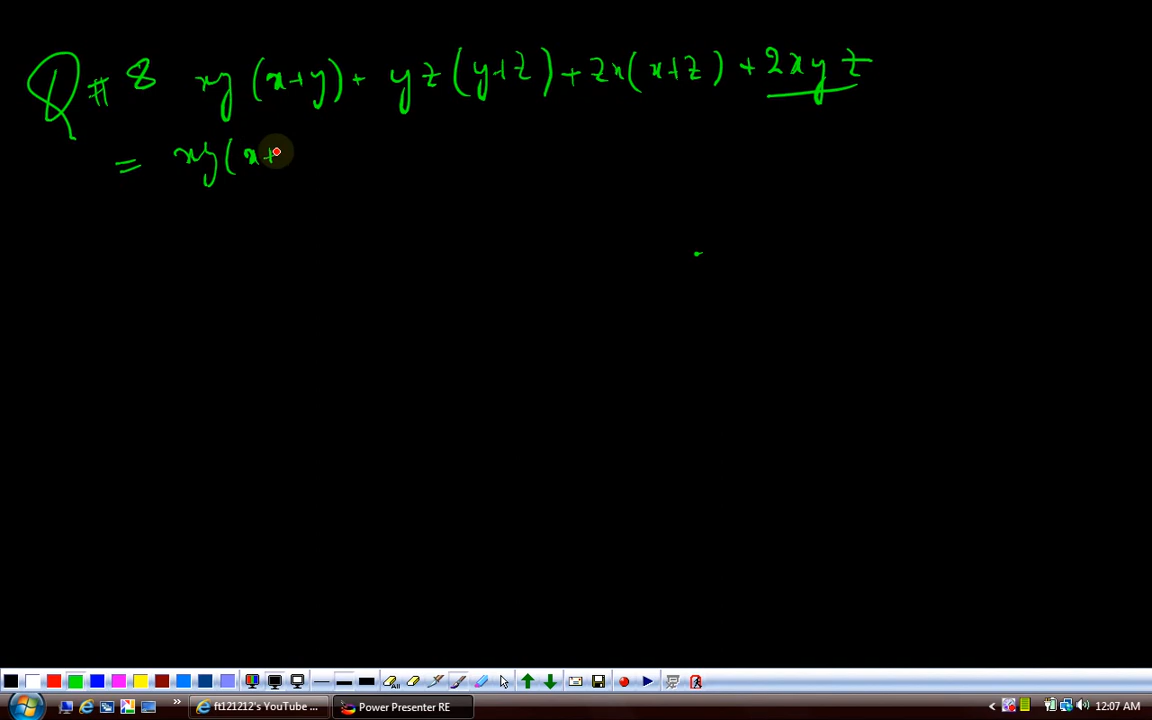 Q # 8 xy (x+y) + yz (y+z) + zx (x+z) + 2xyz
= xy (x+
ft121212's YouTube ...
Power Presenter RE
12:07 AM